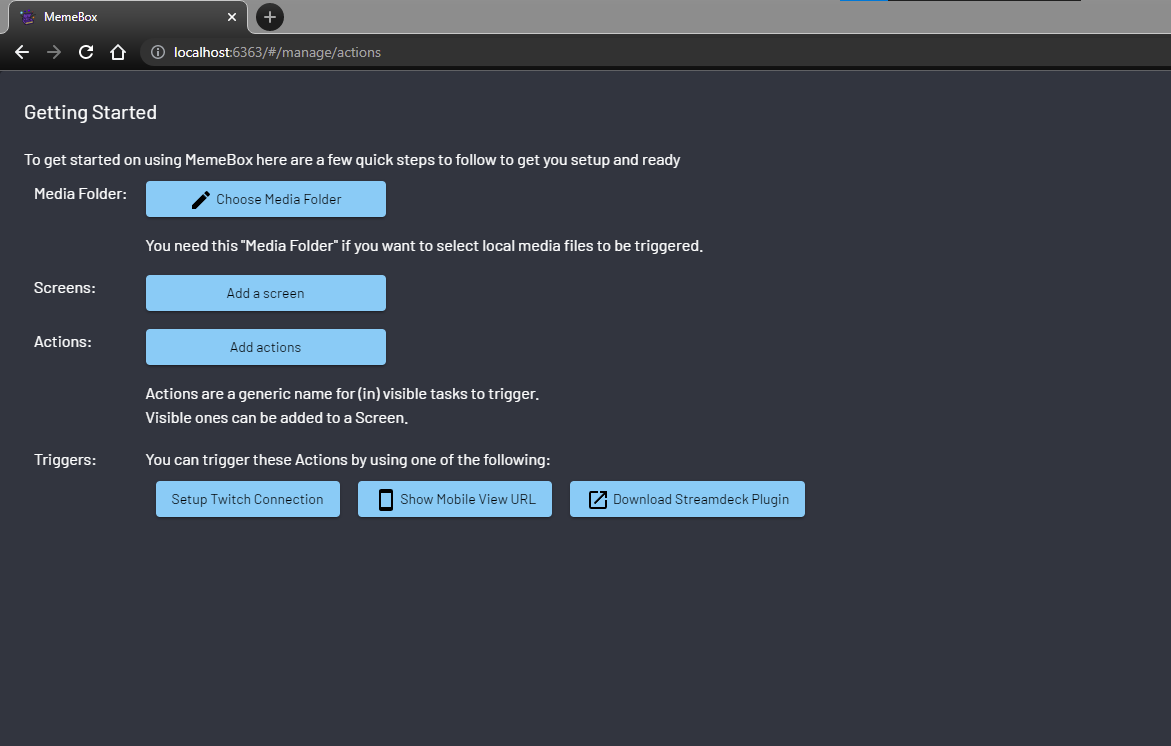 MemeBox
localhost:6363/#/manage/actions
Getting Started
To get started on using MemeBox here are a few quick steps to follow to get you setup and ready
Media Folder:
Choose Media Folder
You need this "Media Folder" if you want to select local media files to be triggered.
Screens:
Add a screen
Actions:
Add actions
Actions are a generic name for (in) visible tasks to trigger.
Visible ones can be added to a Screen.
Triggers:
You can trigger these Actions by using one of the following:
Setup Twitch Connection
Show Mobile View URL
Download Streamdeck Plugin